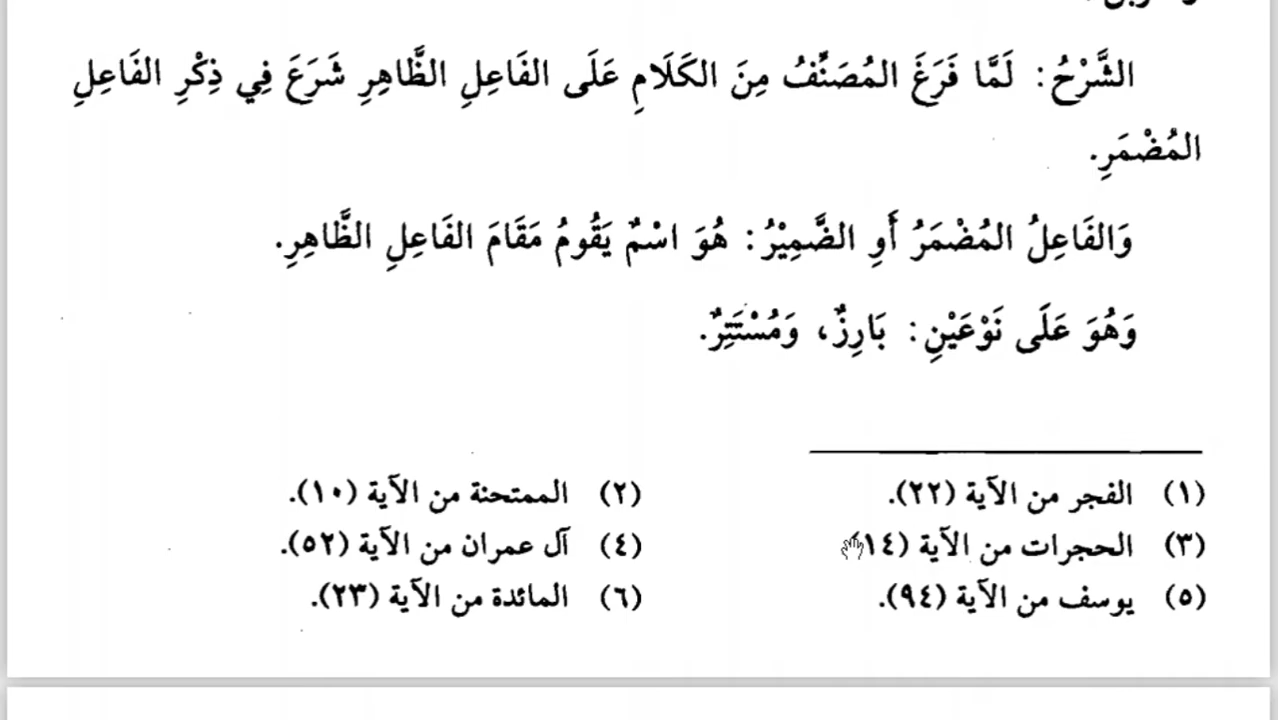 الشَّرْحُ: لَمَّا فَرَغَ المُصَنِّفُ مِنَ الكَلَامِ عَلَى الفَاعِلِ الظَّاهِرِ شَرَعَ فِي ذِكْرِ الفَاعِلِ
المُضْمَرِ.
وَالفَاعِلُ المُضْمَرُ أَوِ الضَّمِيْرُ: هُوَ اسْمٌ يَقُومُ مَقَامَ الفَاعِلِ الظَّاهِرِ.
وَهُوَ عَلَى نَوْعَيْنِ: بَارِزٌ، وَمُسْتَتِرٌ.
(١) الفجر من الآية (٢٢). (٢) الممتحنة من الآية (١٠).
(٣) الحجرات من الآية (١٤ (٤) آل عمران من الآية (٥٢).
(٥) يوسف من الآية (٩٤). (٦) المائدة من الآية (٢٣).